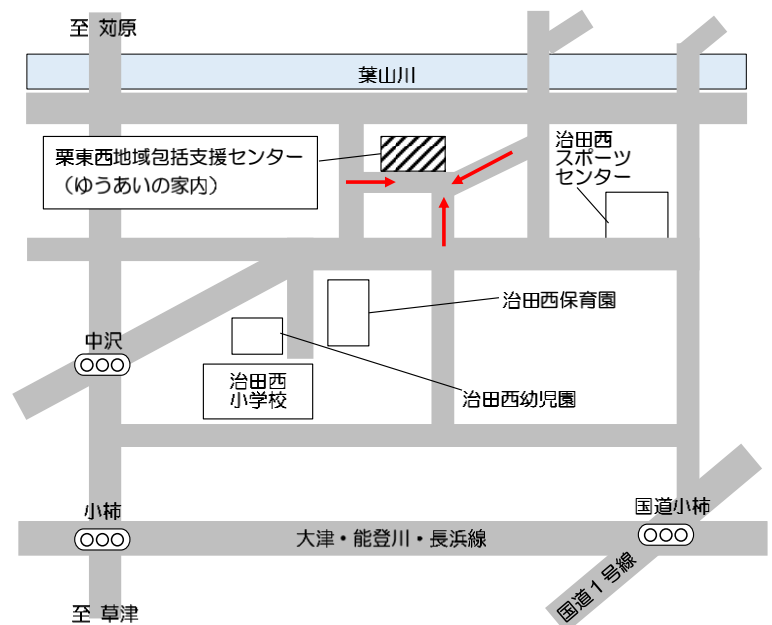 至 苅原
葉山川
栗東西地域包括支援センター
（ゆうあいの家内）
治田西
スポーツ
センター
治田西保育園
中沢
治田西
小学校
治田西幼児園
小柿
国道小柿
大津・能登川・長浜線
国道１号線
至 草津